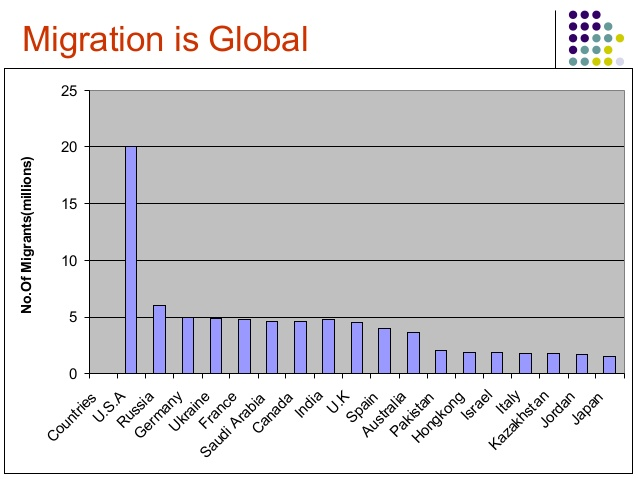 Migration is Global
No.Of Migrants(millions)
25
20
15
10
5
0
Countries
U.S.A
Russia
Germany
Ukraine
France
Saudi Arabia
Canada
India
U.K
Spain
Australia
Pakistan
Hongkong
Israel
Italy
Kazakhstan
Jordan
Japan